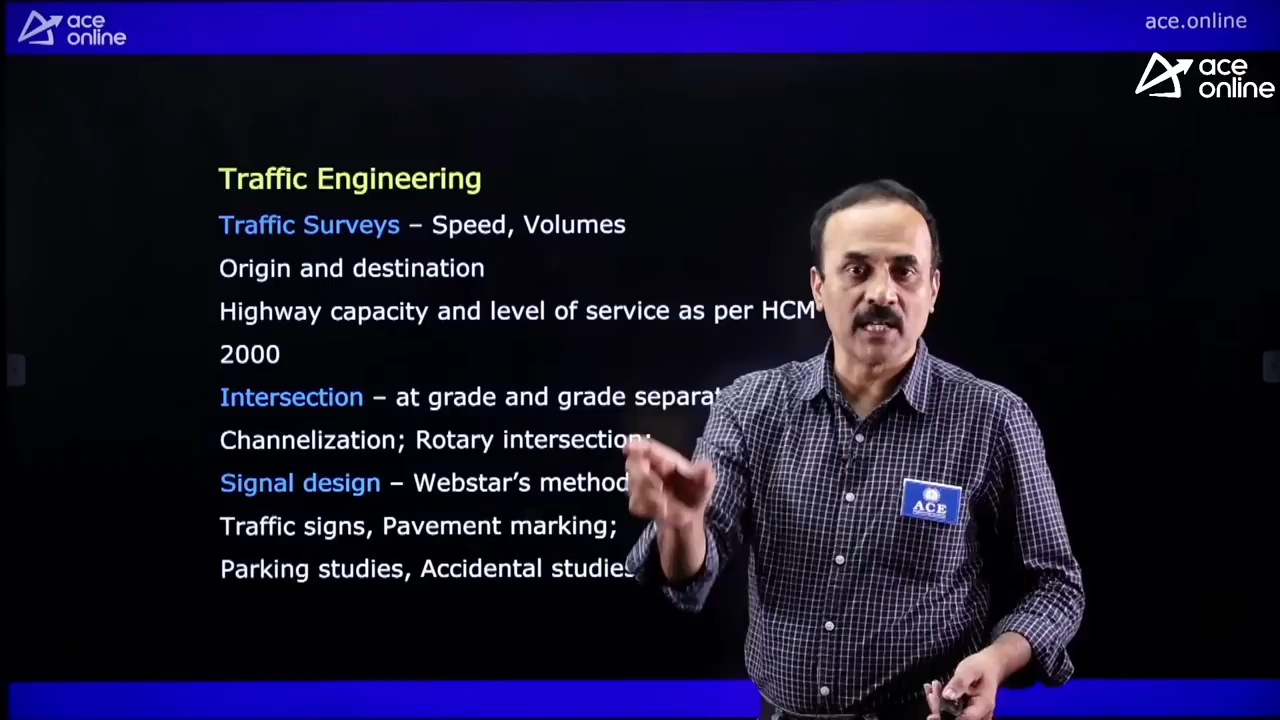 ace
online
ace.online
ace
online
Traffic Engineering
Traffic Surveys – Speed, Volumes
Origin and destination
Highway capacity and level of service as per HCM
2000
Intersection – at grade and grade
Channelization; Rotary intersection;
Signal design – Webstar’s method
Traffic signs, Pavement marking;
Parking studies, Accidental studies
ACE